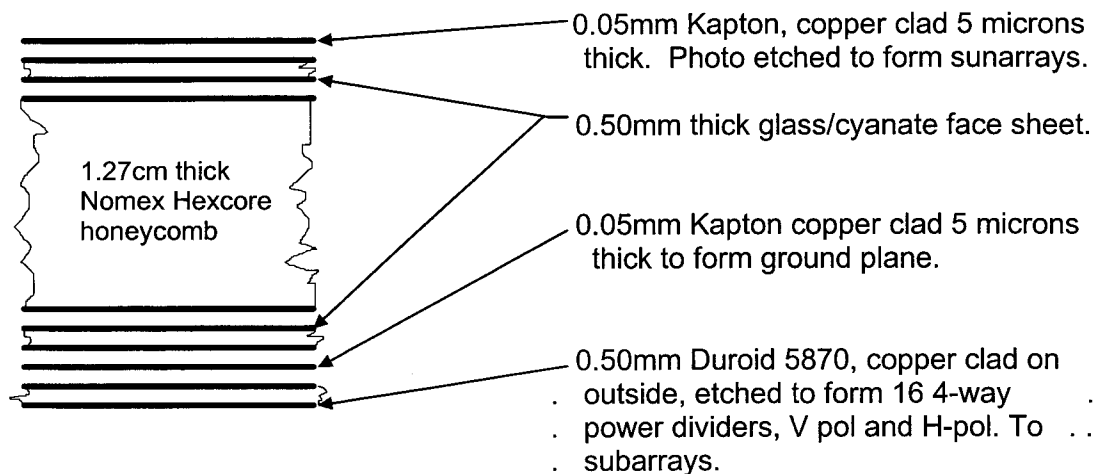 0.05mm Kapton, copper clad 5 microns
thick. Photo etched to form sunarrays.
0.50mm thick glass/cyanate face sheet.
1.27cm thick
Nomex Hexcore
honeycomb
0.05mm Kapton copper clad 5 microns
thick to form ground plane.
0.50mm Duroid 5870, copper clad on
. outside, etched to form 16 4-way .
. power dividers, V pol and H-pol. To . .
. subarrays.